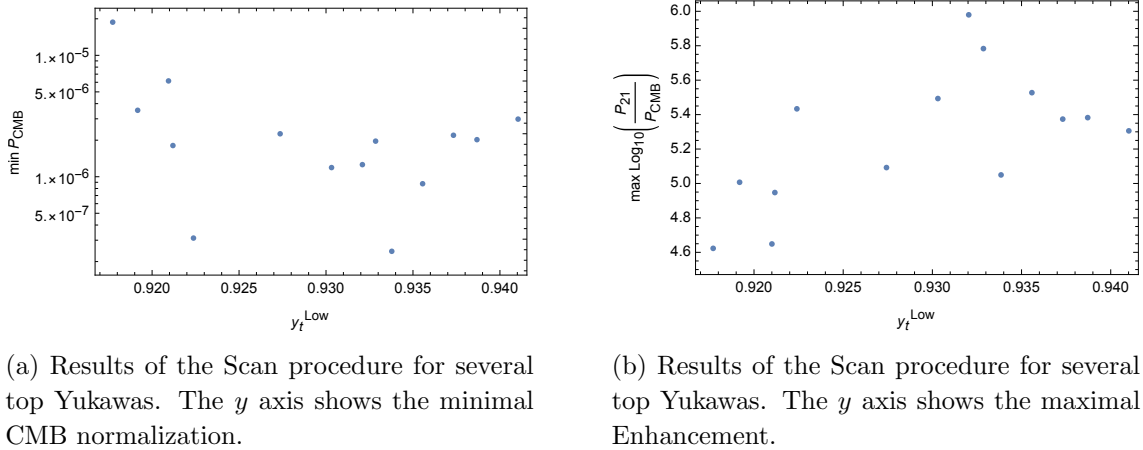 1.×10⁻⁵
5.×10⁻⁶
1.×10⁻⁶
5.×10⁻⁷
min P_CMB
0.920 0.925 0.930 0.935 0.940
y_t^Low
6.0
5.8
5.6
5.4
5.2
5.0
4.8
4.6
max Log₁₀(P₂₁/P_CMB)
0.920 0.925 0.930 0.935 0.940
y_t^Low
(a) Results of the Scan procedure for several
top Yukawas. The y axis shows the minimal
CMB normalization.
(b) Results of the Scan procedure for several
top Yukawas. The y axis shows the maximal
Enhancement.